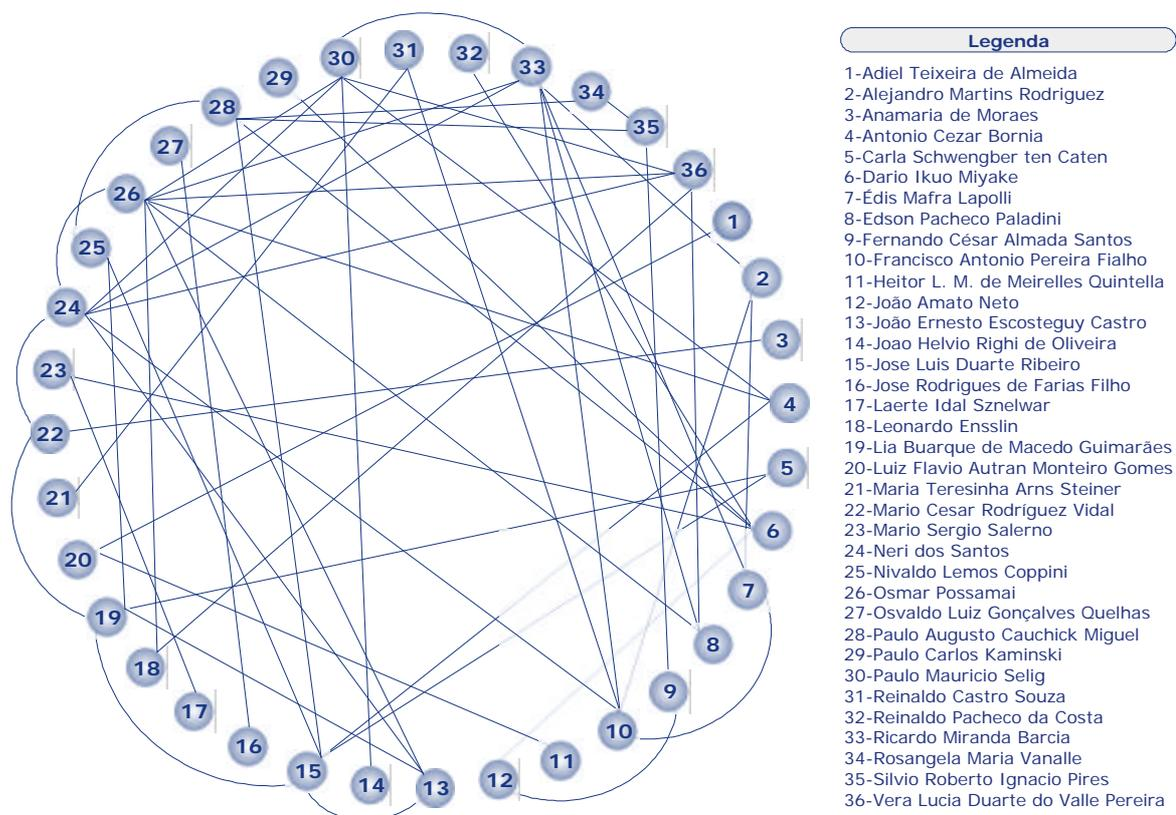 30
31
32
33
29
28
34
35
27
36
26
1
25
2
24
3
23
4
22
5
21
6
20
7
19
8
18
9
17
10
16
11
15
14
13
12
Legenda
1-Adiel Teixeira de Almeida
2-Alejandro Martins Rodriguez
3-Anamaria de Moraes
4-Antonio Cezar Bornia
5-Carla Schwengber ten Caten
6-Dario Ikuo Miyake
7-Édis Mafra Lapolli
8-Edson Pacheco Paladini
9-Fernando César Almada Santos
10-Francisco Antonio Pereira Fialho
11-Heitor L. M. de Meirelles Quintella
12-João Amato Neto
13-João Ernesto Escosteguy Castro
14-Joao Helvio Righi de Oliveira
15-Jose Luis Duarte Ribeiro
16-Jose Rodrigues de Farias Filho
17-Laerte Idal Sznelwar
18-Leonardo Ensslin
19-Lia Buarque de Macedo Guimarães
20-Luiz Flavio Autran Monteiro Gomes
21-Maria Teresinha Arns Steiner
22-Mario Cesar Rodríguez Vidal
23-Mario Sergio Salerno
24-Neri dos Santos
25-Nivaldo Lemos Coppini
26-Osmar Possamai
27-Osvaldo Luiz Gonçalves Quelhas
28-Paulo Augusto Cauchick Miguel
29-Paulo Carlos Kaminski
30-Paulo Mauricio Selig
31-Reinaldo Castro Souza
32-Reinaldo Pacheco da Costa
33-Ricardo Miranda Barcia
34-Rosangela Maria Vanalle
35-Silvio Roberto Ignacio Pires
36-Vera Lucia Duarte do Valle Pereira